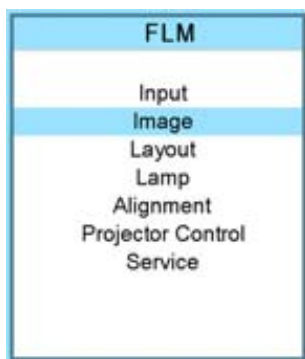 FLM
Input
Image
Layout
Lamp
Alignment
Projector Control
Service